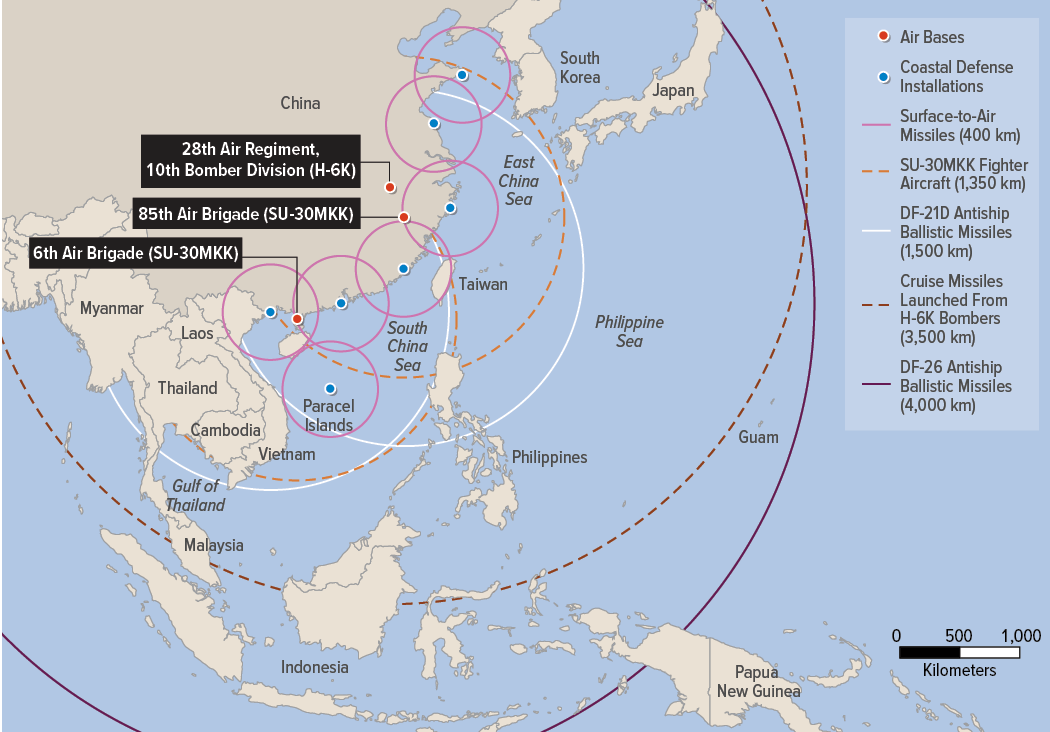 South
Korea
Japan
China
28th Air Regiment,
10th Bomber Division (H-6K)
East
China
Sea
85th Air Brigade (SU-30MKK)
6th Air Brigade (SU-30MKK)
Taiwan
Myanmar
Laos
South
China
Sea
Philippine
Sea
Thailand
Paracel
Islands
Cambodia
Vietnam
Guam
Philippines
Gulf of
Thailand
Malaysia
Indonesia
Papua
New Guinea
Air Bases
Coastal Defense
Installations
Surface-to-Air
Missiles (400 km)
SU-30MKK Fighter
Aircraft (1,350 km)
DF-21D Antiship
Ballistic Missiles
(1,500 km)
Cruise Missiles
Launched From
H-6K Bombers
(3,500 km)
DF-26 Antiship
Ballistic Missiles
(4,000 km)
0 500 1,000
Kilometers